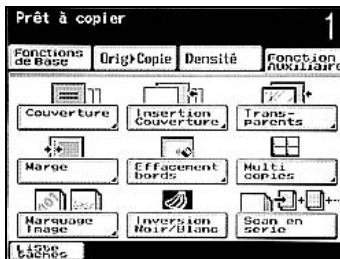 Prêt à copier 1
Fonctions de Base
Orig▸Copie
Densité
Fonction Auxiliaire
Couverture
Insertion Couverture
Trans-parents
Marge
Effacement bords
Multi copies
Marquage Image
Inversion Noir/Blanc
Scan en série
Liste tâches